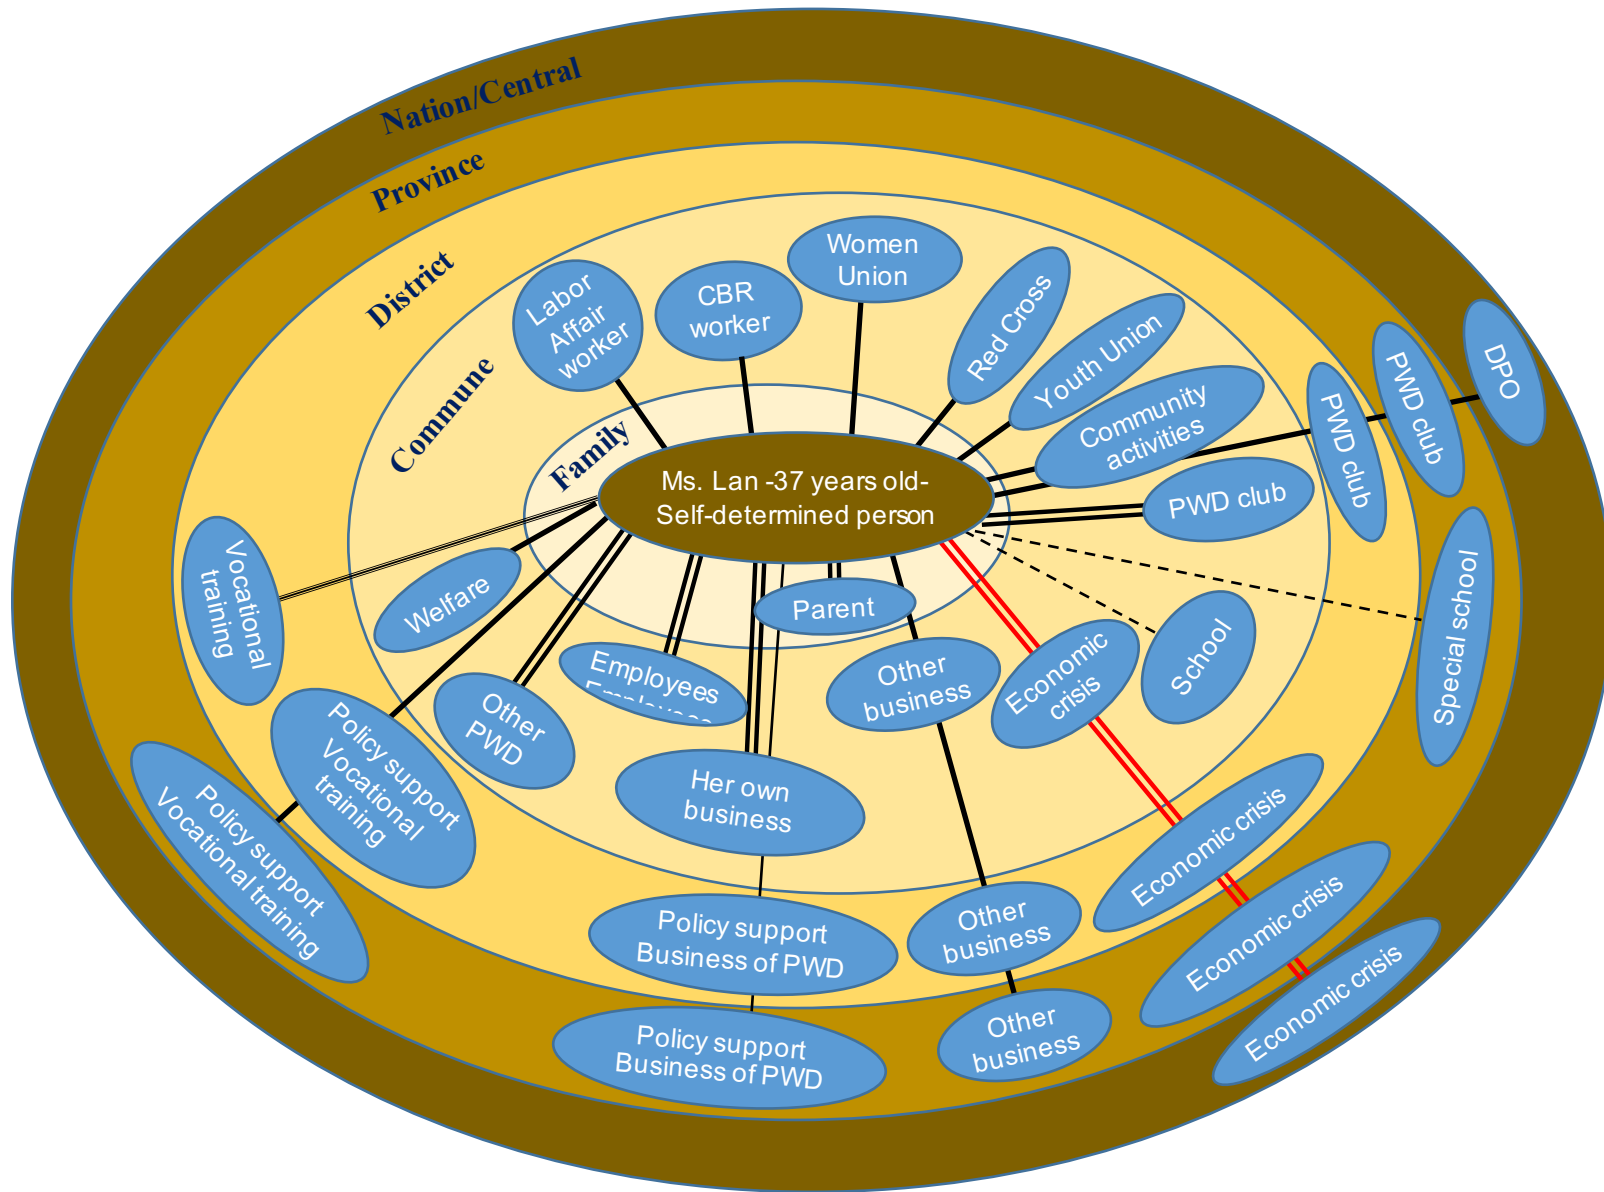 Nation/Central
Province
District
Commune
Family
Ms. Lan -37 years old-
Self-determined person
Labor
Affair
worker
CBR
worker
Women
Union
Red Cross
Youth Union
Community
activities
PWD club
PWD club
PWD club
DPO
Vocational
training
Welfare
Policy support
Vocational
training
Policy support
Vocational training
Other
PWD
Employees
Employees
Her own
business
Policy support
Business of PWD
Policy support
Business of PWD
Parent
Other
business
Other
business
Other
business
Economic
crisis
Economic crisis
Economic crisis
Economic crisis
School
Special school